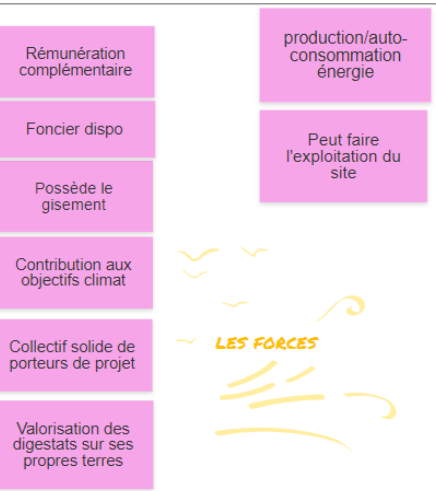 Rémunération
complémentaire
Foncier dispo
Possède le
gisement
Contribution aux
objectifs climat
Collectif solide de
porteurs de projet
Valorisation des
digestats sur ses
propres terres
production/auto-
consommation
énergie
Peut faire
l'exploitation du
site
LES FORCES